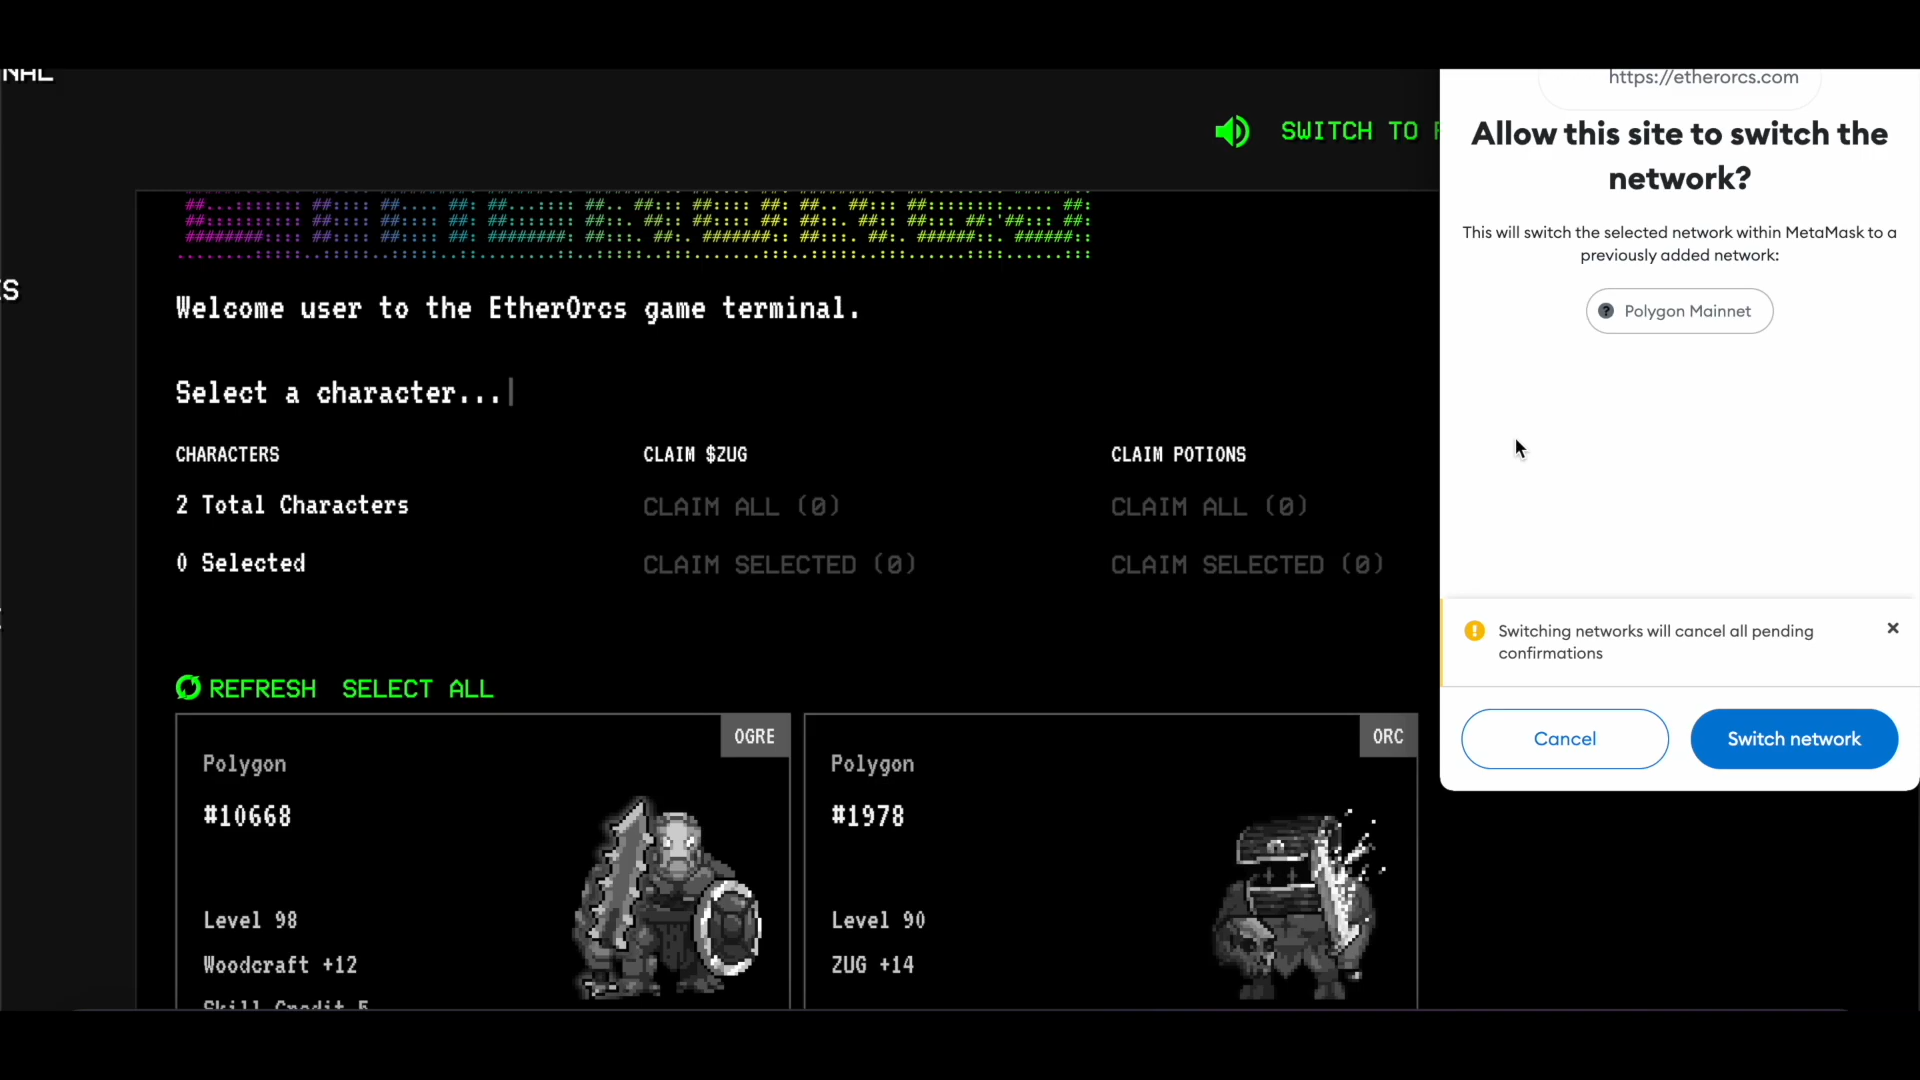 https://etherorcs.com
SWITCH TO
Allow this site to switch the
network?
This will switch the selected network within MetaMask to a
previously added network:
Polygon Mainnet
Welcome user to the EtherOrcs game terminal.
Select a character...
CHARACTERS
2 Total Characters
0 Selected
CLAIM $ZUG
CLAIM ALL (0)
CLAIM SELECTED (0)
CLAIM POTIONS
CLAIM ALL (0)
CLAIM SELECTED (0)
Switching networks will cancel all pending
confirmations
Cancel
Switch network
REFRESH SELECT ALL
OGRE
Polygon
#10668
Level 98
Woodcraft +12
Skill Credit 5
ORC
Polygon
#1978
Level 90
ZUG +14